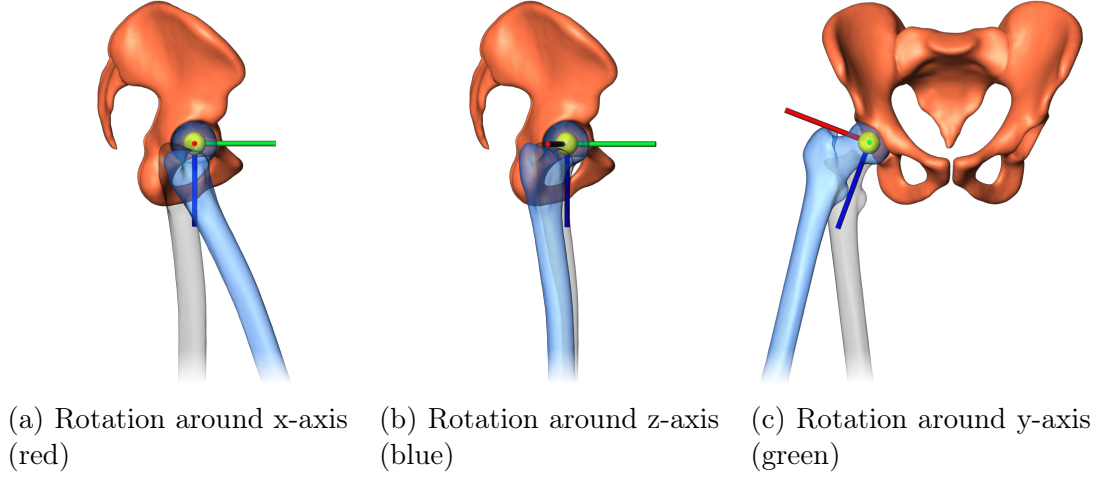 (a) Rotation around x-axis
(red)
(b) Rotation around z-axis
(blue)
(c) Rotation around y-axis
(green)